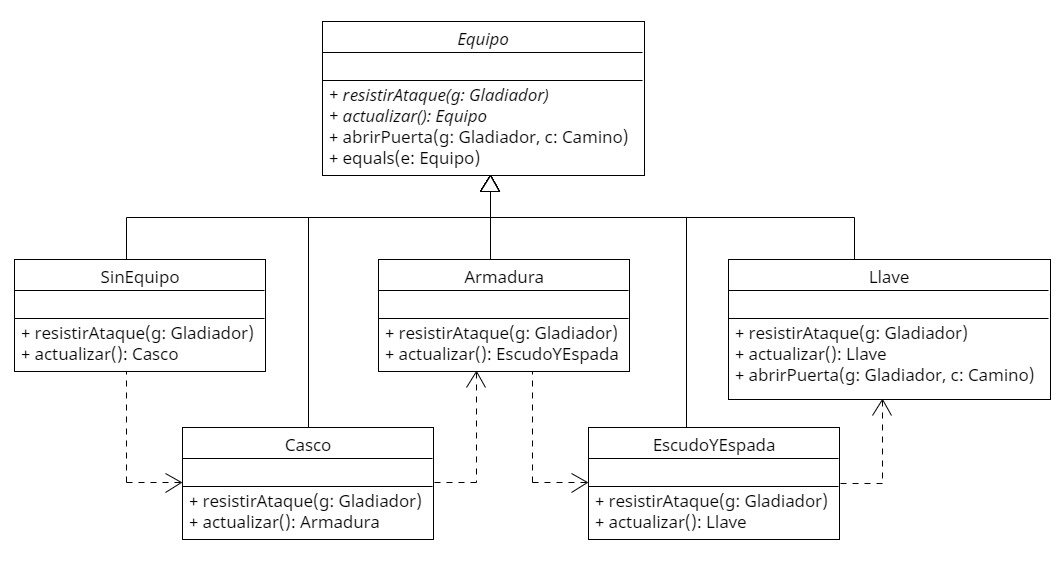 Equipo
+ resistirAtaque(g: Gladiador)
+ actualizar(): Equipo
+ abrirPuerta(g: Gladiador, c: Camino)
+ equals(e: Equipo)
SinEquipo
+ resistirAtaque(g: Gladiador)
+ actualizar(): Casco
Armadura
+ resistirAtaque(g: Gladiador)
+ actualizar(): EscudoYEspada
Llave
+ resistirAtaque(g: Gladiador)
+ actualizar(): Llave
+ abrirPuerta(g: Gladiador, c: Camino)
Casco
+ resistirAtaque(g: Gladiador)
+ actualizar(): Armadura
EscudoYEspada
+ resistirAtaque(g: Gladiador)
+ actualizar(): Llave